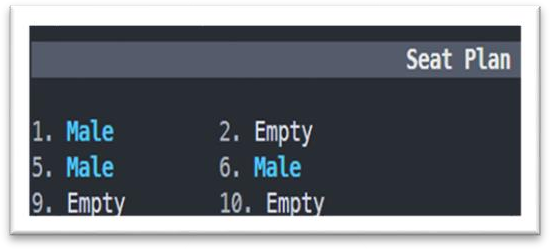 Seat Plan
1. Male 2. Empty
5. Male 6. Male
9. Empty 10. Empty